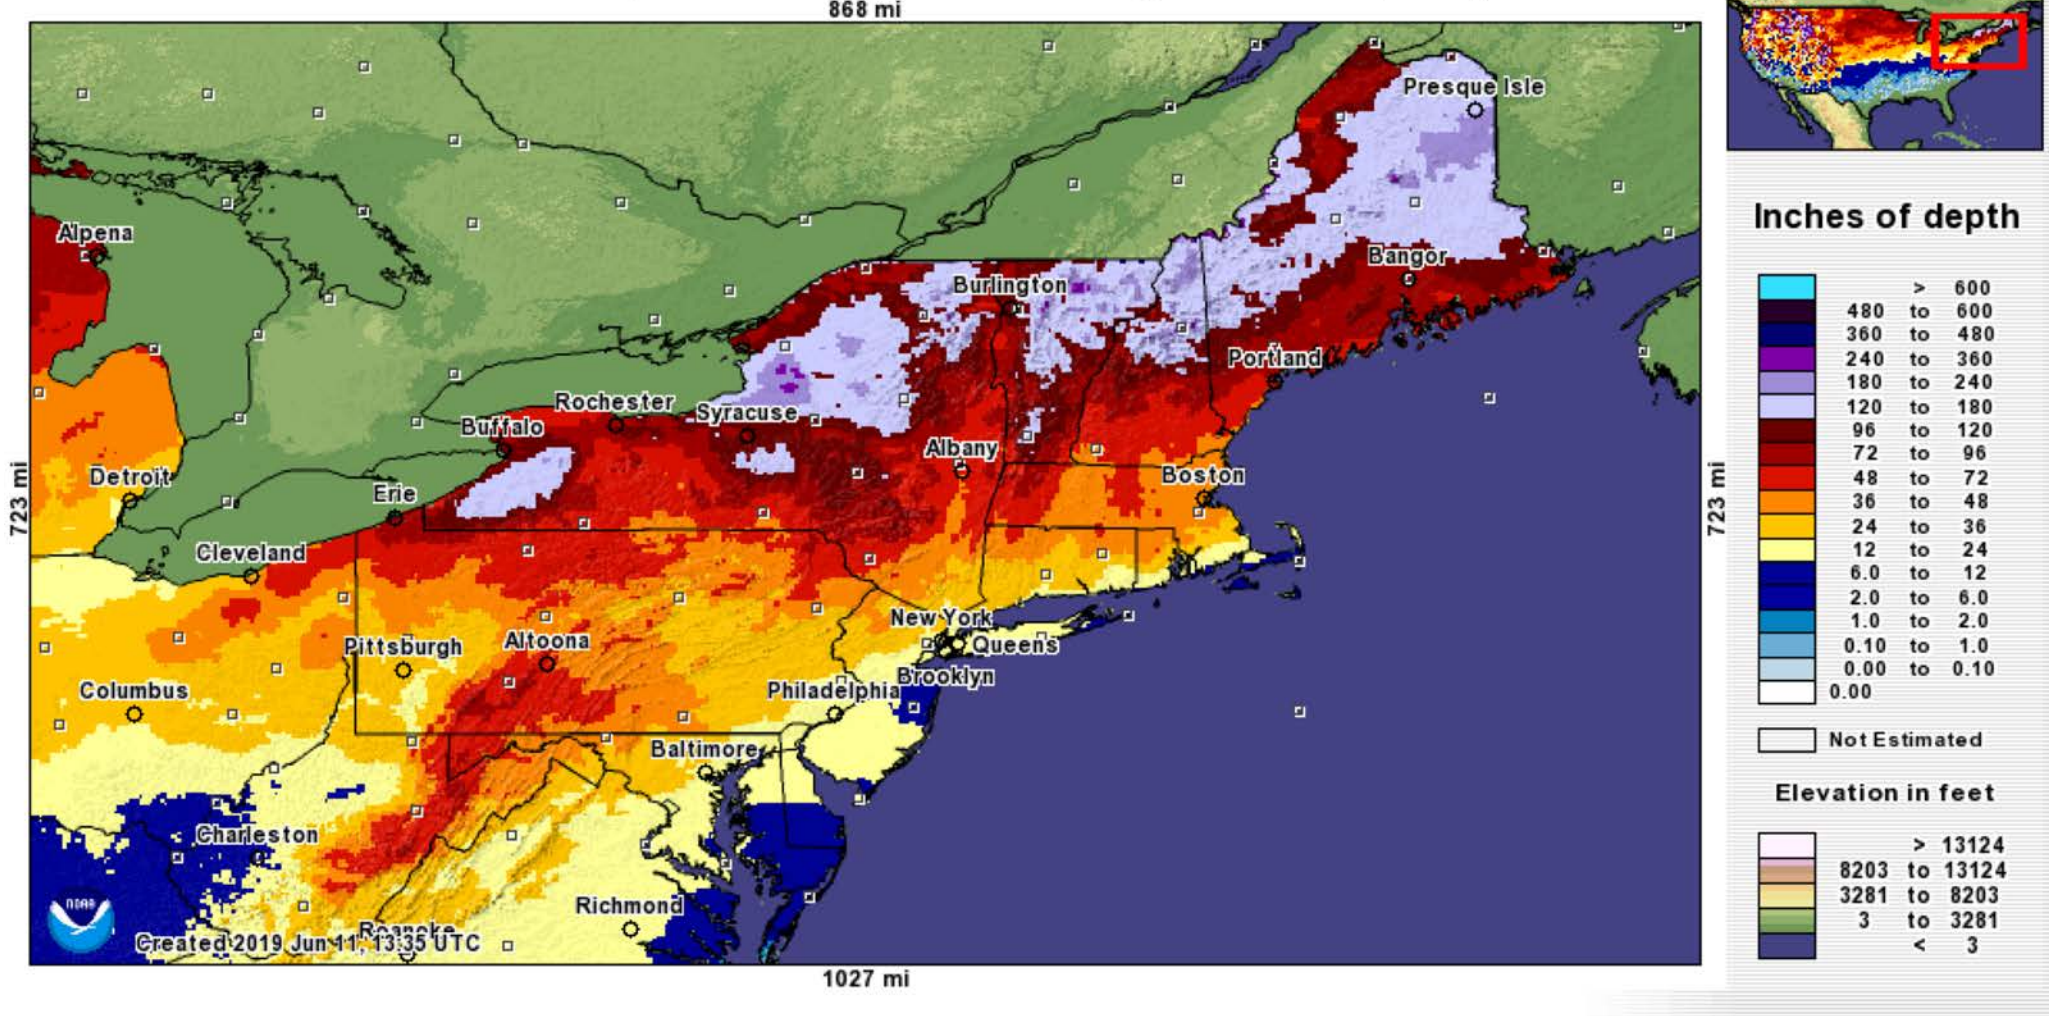 868 mi
Presque Isle
Alpena
Bangor
Burlington
Portland
Rochester
Syracuse
Buffalo
Albany
Detroit
Boston
Erie
723 mi
723 mi
Cleveland
New York
Queens
Pittsburgh
Altoona
Brooklyn
Columbus
Philadelphia
Baltimore
Charleston
Richmond
Roanoke
noaa
Created 2019 Jun 11, 13:35 UTC
1027 mi
Inches of depth
> 600
480 to 600
360 to 480
240 to 360
180 to 240
120 to 180
96 to 120
72 to 96
48 to 72
36 to 48
24 to 36
12 to 24
6.0 to 12
2.0 to 6.0
1.0 to 2.0
0.10 to 1.0
0.00 to 0.10
0.00
Not Estimated
Elevation in feet
> 13124
8203 to 13124
3281 to 8203
3 to 3281
< 3